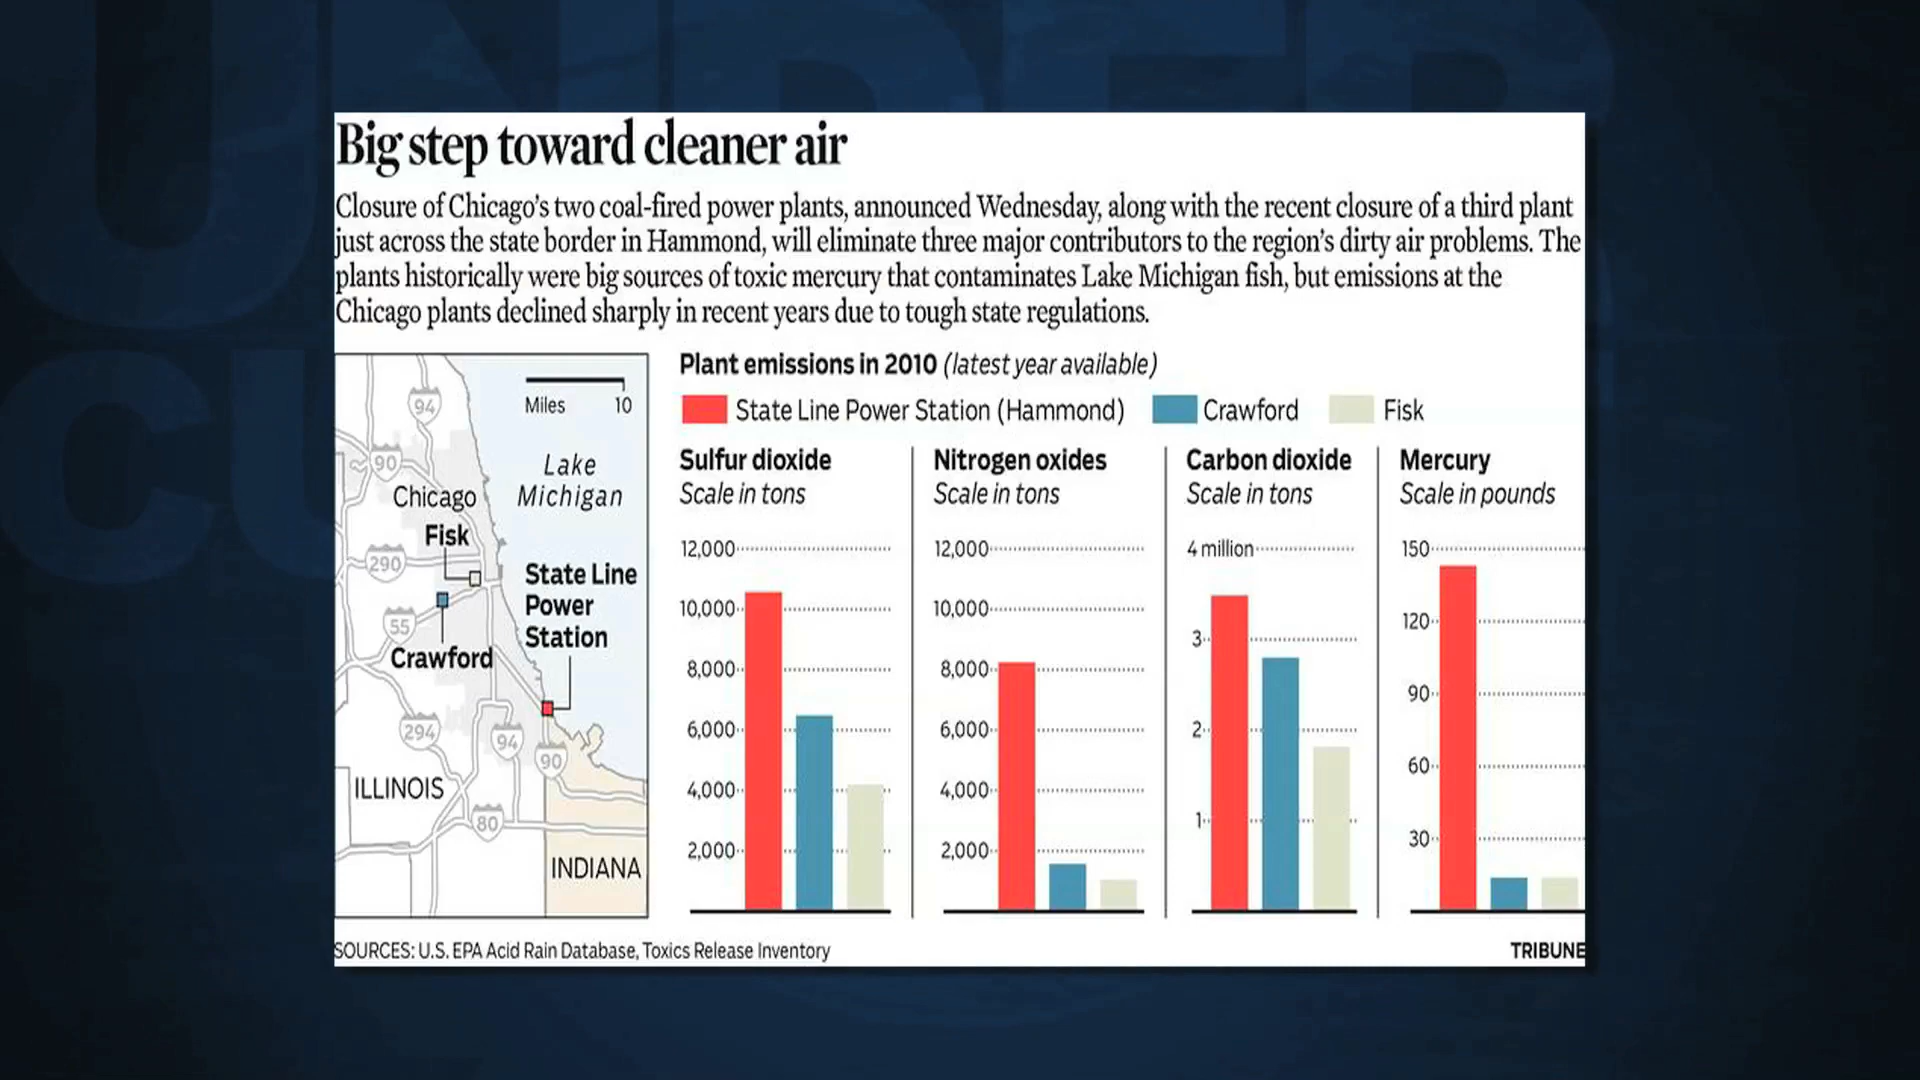 UNDER
CU
Big step toward cleaner air
Closure of Chicago's two coal-fired power plants, announced Wednesday, along with the recent closure of a third plant
just across the state border in Hammond, will eliminate three major contributors to the region's dirty air problems. The
plants historically were big sources of toxic mercury that contaminates Lake Michigan fish, but emissions at the
Chicago plants declined sharply in recent years due to tough state regulations.
94
Miles 10
90
Lake
Michigan
Chicago
Fisk
290
State Line
Power
Station
55
Crawford
294
94
90
ILLINOIS
80
INDIANA
Plant emissions in 2010 (latest year available)
State Line Power Station (Hammond) Crawford Fisk
Sulfur dioxide
Scale in tons
12,000
10,000
8,000
6,000
4,000
2,000
Nitrogen oxides
Scale in tons
12,000
10,000
8,000
6,000
4,000
2,000
Carbon dioxide
Scale in tons
4 million
3
2
1
Mercury
Scale in pounds
150
120
90
60
30
SOURCES: U.S. EPA Acid Rain Database, Toxics Release Inventory
TRIBUNE